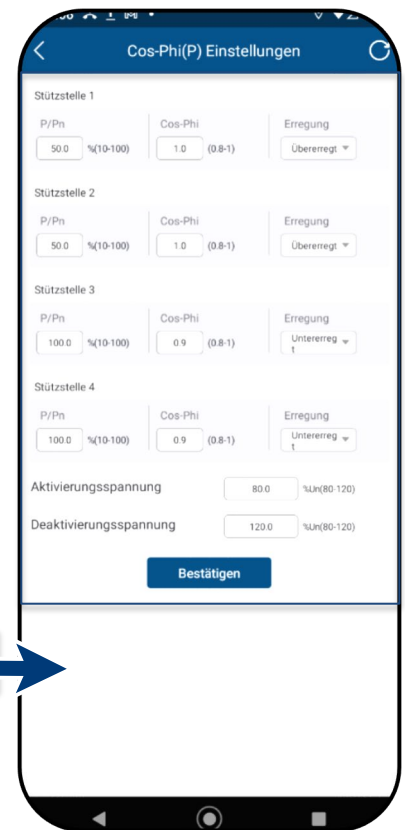 Cos-Phi(P) Einstellungen
Stützstelle 1
P/Pn Cos-Phi Erregung
50.0 %(10-100) 1.0 (0.8-1) Übererregt
Stützstelle 2
P/Pn Cos-Phi Erregung
50.0 %(10-100) 1.0 (0.8-1) Übererregt
Stützstelle 3
P/Pn Cos-Phi Erregung
100.0 %(10-100) 0.9 (0.8-1) Untererreg
t
Stützstelle 4
P/Pn Cos-Phi Erregung
100.0 %(10-100) 0.9 (0.8-1) Untererreg
t
Aktivierungsspannung 80.0 %Un(80-120)
Deaktivierungsspannung 120.0 %Un(80-120)
Bestätigen